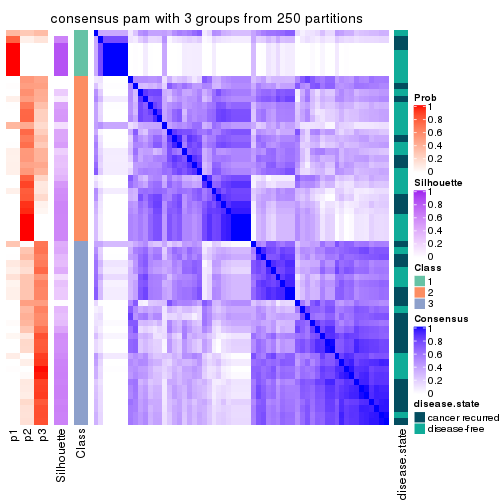 consensus pam with 3 groups from 250 partitions
Prob
1
0.8
0.6
0.4
0.2
0
Silhouette
1
0.8
0.6
0.4
0.2
0
Class
1
2
3
Consensus
1
0.8
0.6
0.4
0.2
0
disease.state
cancer recurred
disease-free
p1
p2
p3
Silhouette
Class
disease.state